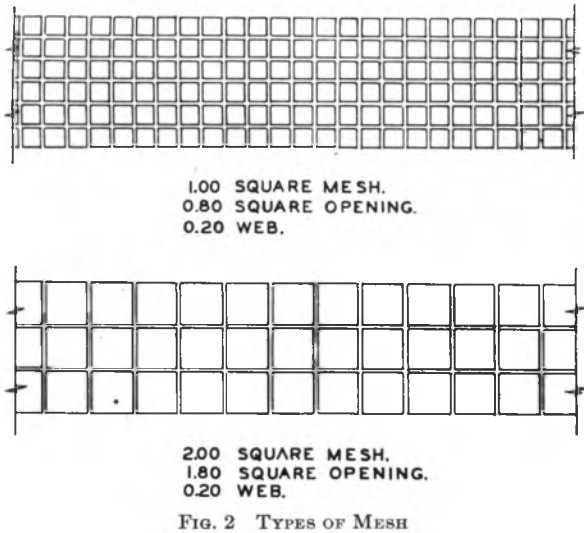 1.00 SQUARE MESH.
0.80 SQUARE OPENING.
0.20 WEB.
2.00 SQUARE MESH.
1.80 SQUARE OPENING.
0.20 WEB.
FIG. 2 TYPES OF MESH